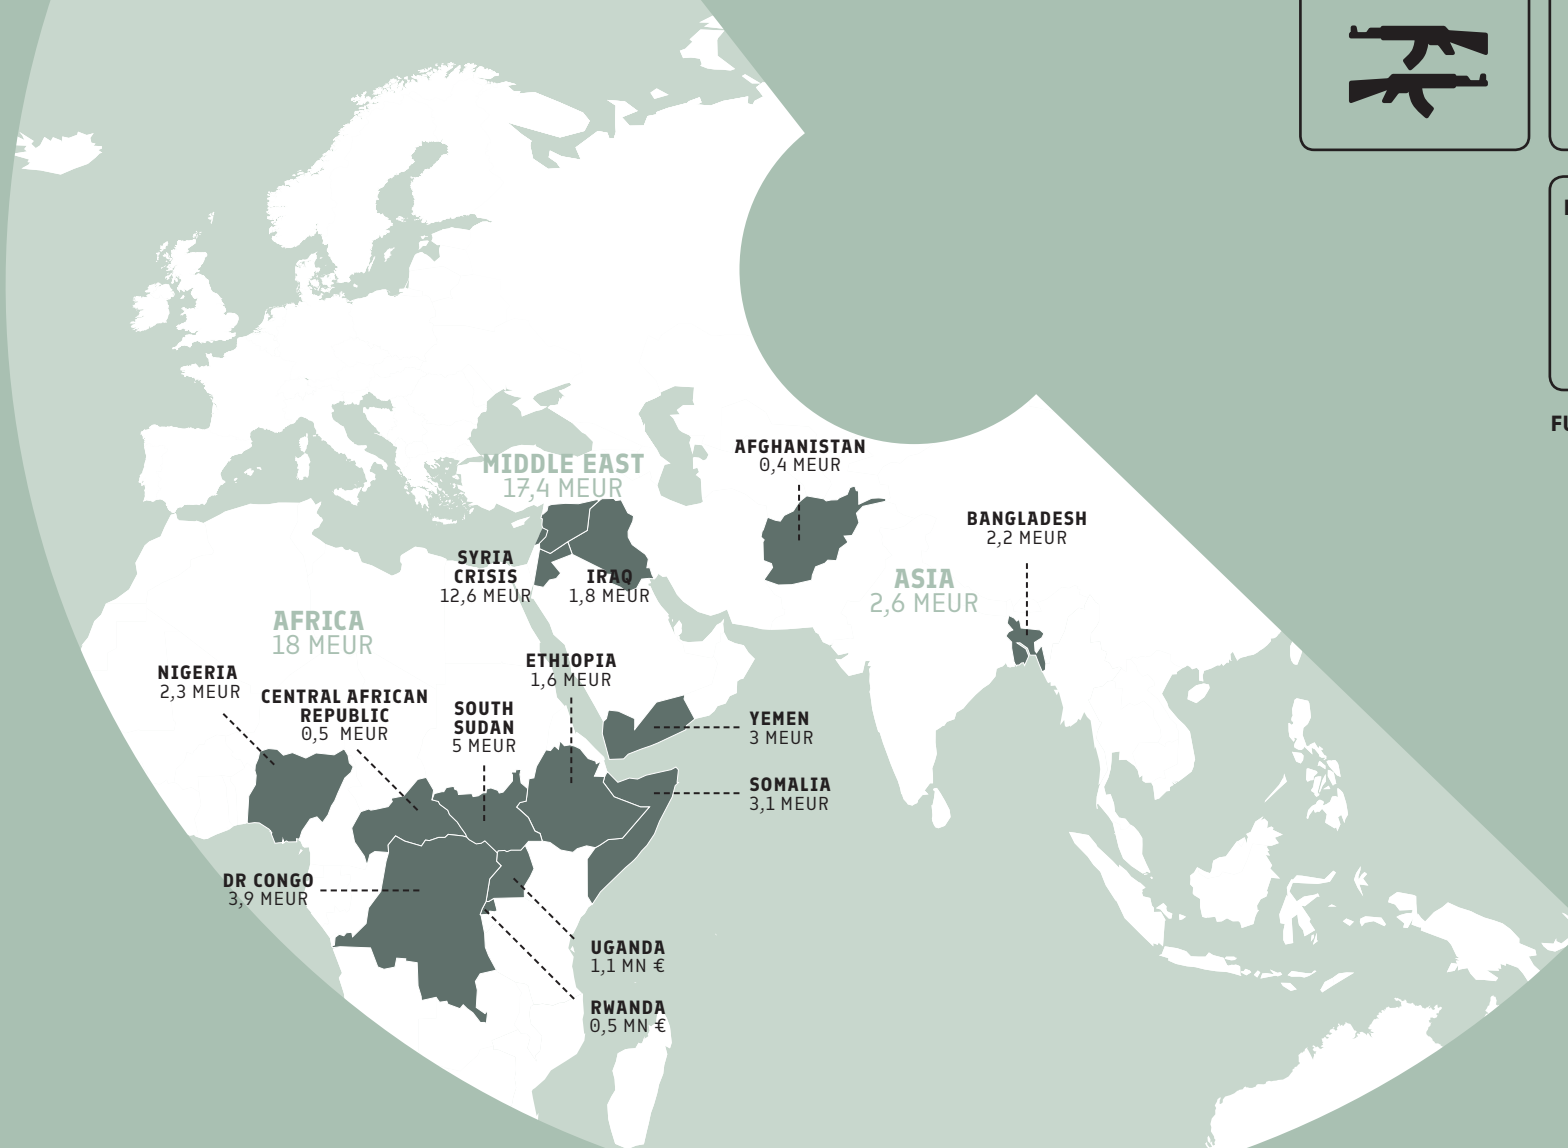 AFGHANISTAN
0,4 MEUR
MIDDLE EAST
17,4 MEUR
BANGLADESH
2,2 MEUR
SYRIA
CRISIS
12,6 MEUR
IRAQ
1,8 MEUR
ASIA
2,6 MEUR
AFRICA
18 MEUR
NIGERIA
2,3 MEUR
CENTRAL AFRICAN
REPUBLIC
0,5 MEUR
SOUTH
SUDAN
5 MEUR
ETHIOPIA
1,6 MEUR
YEMEN
3 MEUR
SOMALIA
3,1 MEUR
DR CONGO
3,9 MEUR
UGANDA
1,1 MN €
RWANDA
0,5 MN €